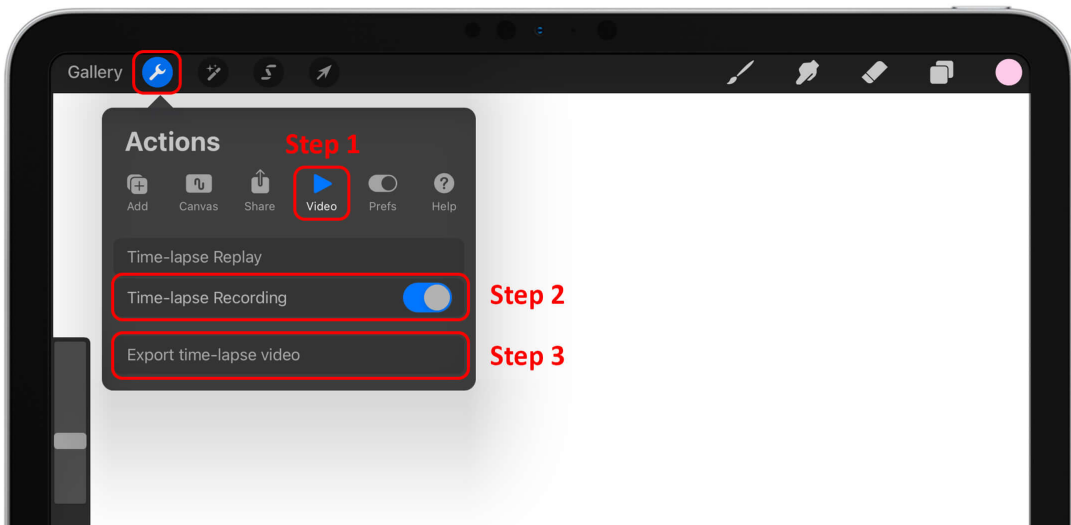 Gallery
Actions
Step 1
Add Canvas Share Video Prefs Help
Time-lapse Replay
Time-lapse Recording
Step 2
Export time-lapse video
Step 3